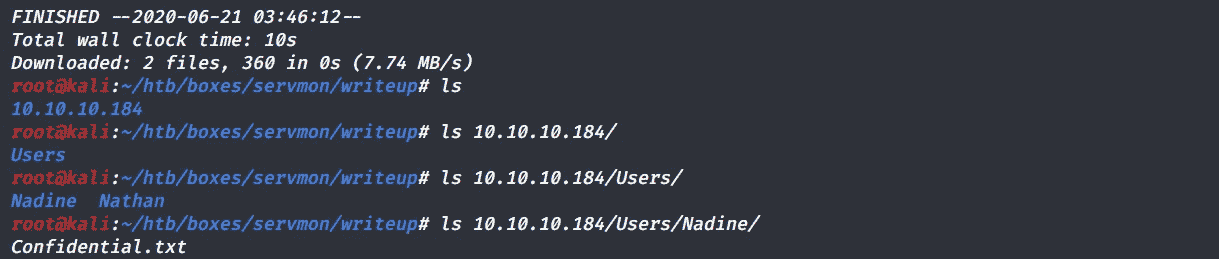 FINISHED --2020-06-21 03:46:12--
Total wall clock time: 10s
Downloaded: 2 files, 360 in 0s (7.74 MB/s)
root@kali:~/htb/boxes/servmon/writeup# ls
10.10.10.184
root@kali:~/htb/boxes/servmon/writeup# ls 10.10.10.184/
Users
root@kali:~/htb/boxes/servmon/writeup# ls 10.10.10.184/Users/
Nadine  Nathan
root@kali:~/htb/boxes/servmon/writeup# ls 10.10.10.184/Users/Nadine/
Confidential.txt